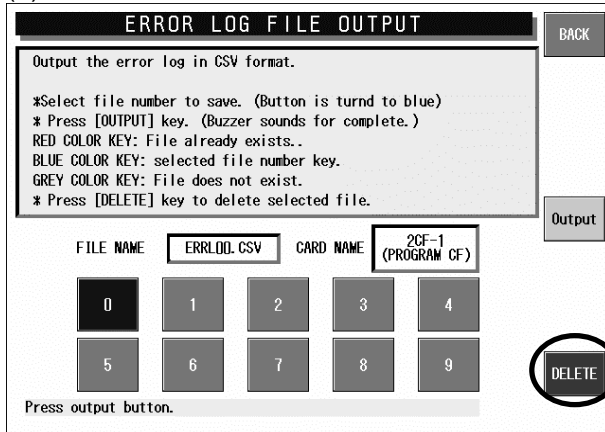 ERROR LOG FILE OUTPUT
BACK
Output the error log in CSV format.
*Select file number to save. (Button is turnd to blue)
* Press [OUTPUT] key. (Buzzer sounds for complete.)
RED COLOR KEY: File already exists..
BLUE COLOR KEY: selected file number key.
GREY COLOR KEY: File does not exist.
* Press [DELETE] key to delete selected file.
Output
FILE NAME ERRL00.CSV CARD NAME 2CF-1
(PROGRAM CF)
0 1 2 3 4
5 6 7 8 9
DELETE
Press output button.